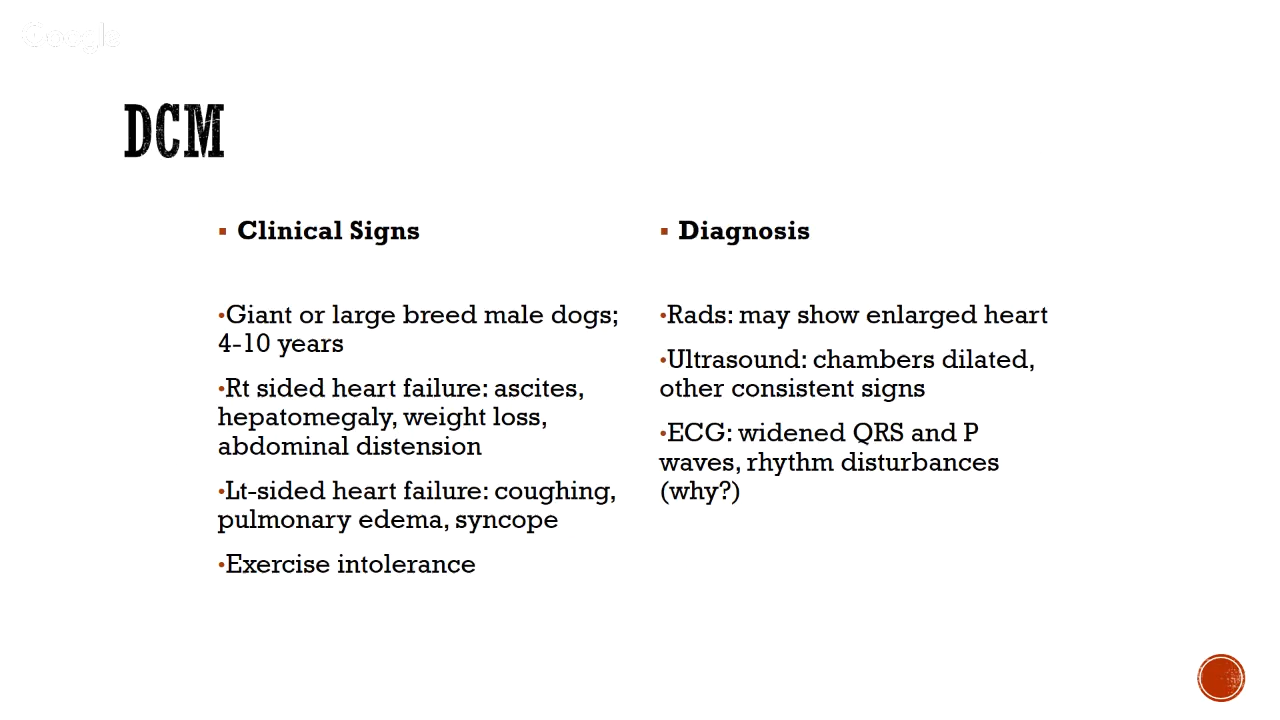 Google
DCM
▪ Clinical Signs
•Giant or large breed male dogs;
4-10 years
•Rt sided heart failure: ascites,
hepatomegaly, weight loss,
abdominal distension
•Lt-sided heart failure: coughing,
pulmonary edema, syncope
•Exercise intolerance
▪ Diagnosis
•Rads: may show enlarged heart
•Ultrasound: chambers dilated,
other consistent signs
•ECG: widened QRS and P
waves, rhythm disturbances
(why?)